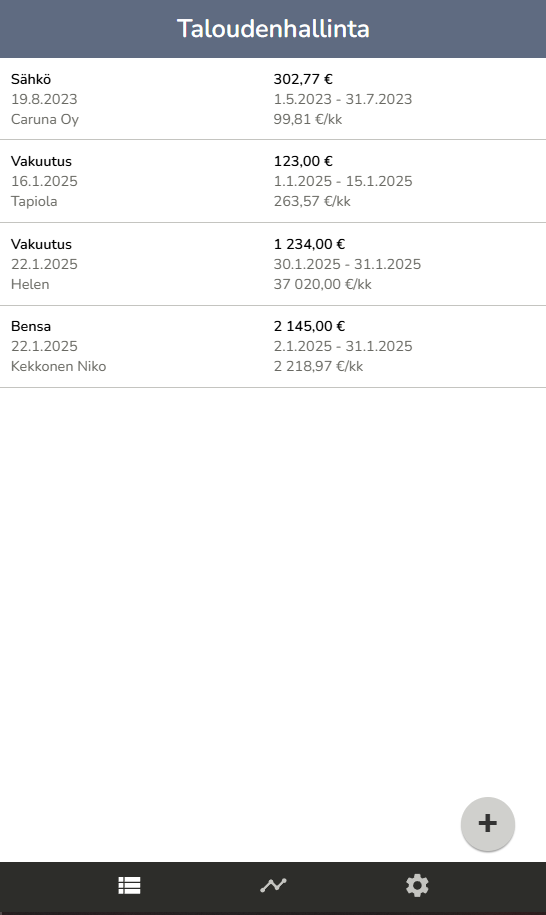 Taloudenhallinta
Sähkö 302,77 €
19.8.2023 1.5.2023 - 31.7.2023
Caruna Oy 99,81 €/kk
Vakuutus 123,00 €
16.1.2025 1.1.2025 - 15.1.2025
Tapiola 263,57 €/kk
Vakuutus 1 234,00 €
22.1.2025 30.1.2025 - 31.1.2025
Helen 37 020,00 €/kk
Bensa 2 145,00 €
22.1.2025 2.1.2025 - 31.1.2025
Kekkonen Niko 2 218,97 €/kk
+